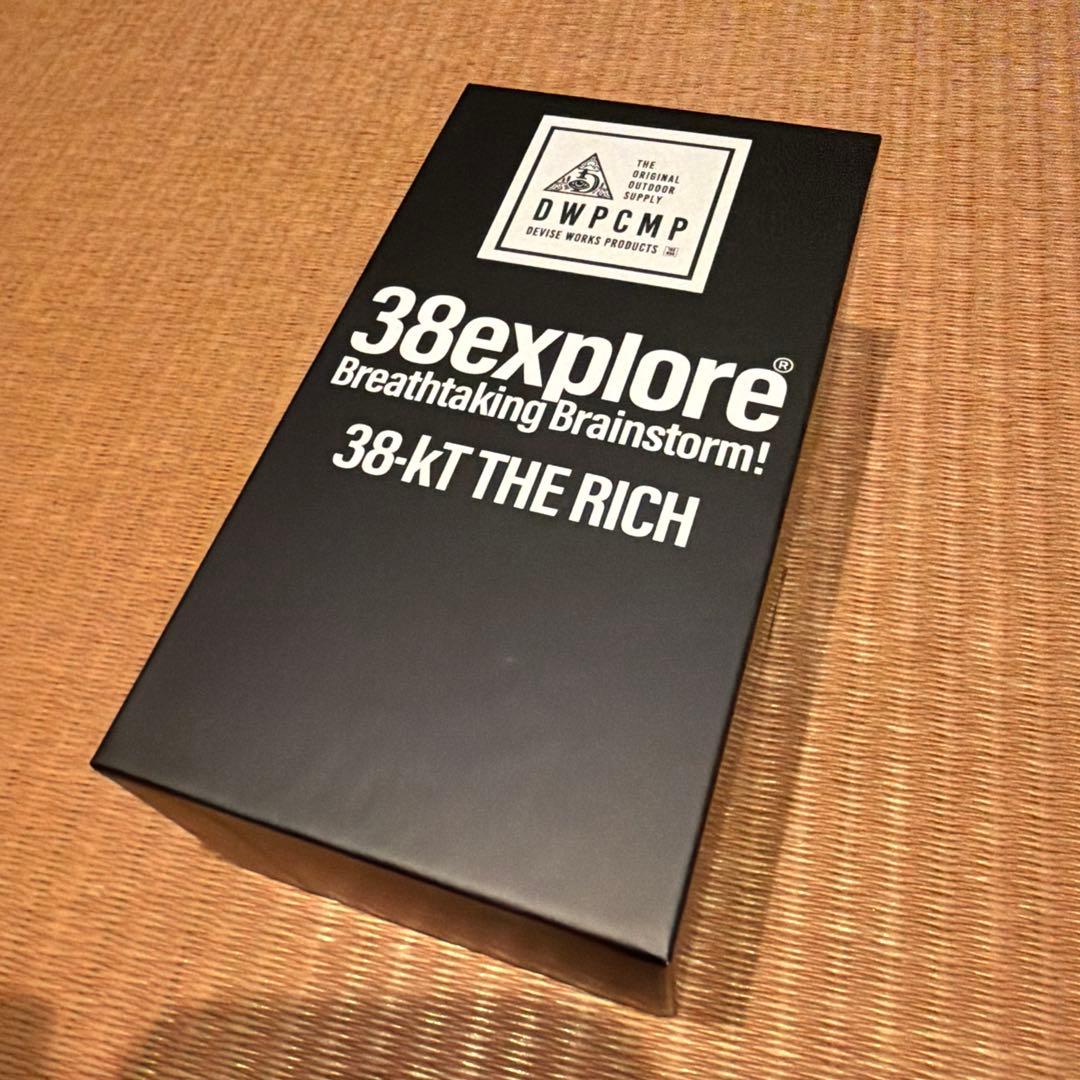 THE
ORIGINAL
OUTDOOR
SUPPLY
DWPCMP
DEVISE WORKS PRODUCTS
38explore®
Breathtaking Brainstorm!
38-kT THE RICH